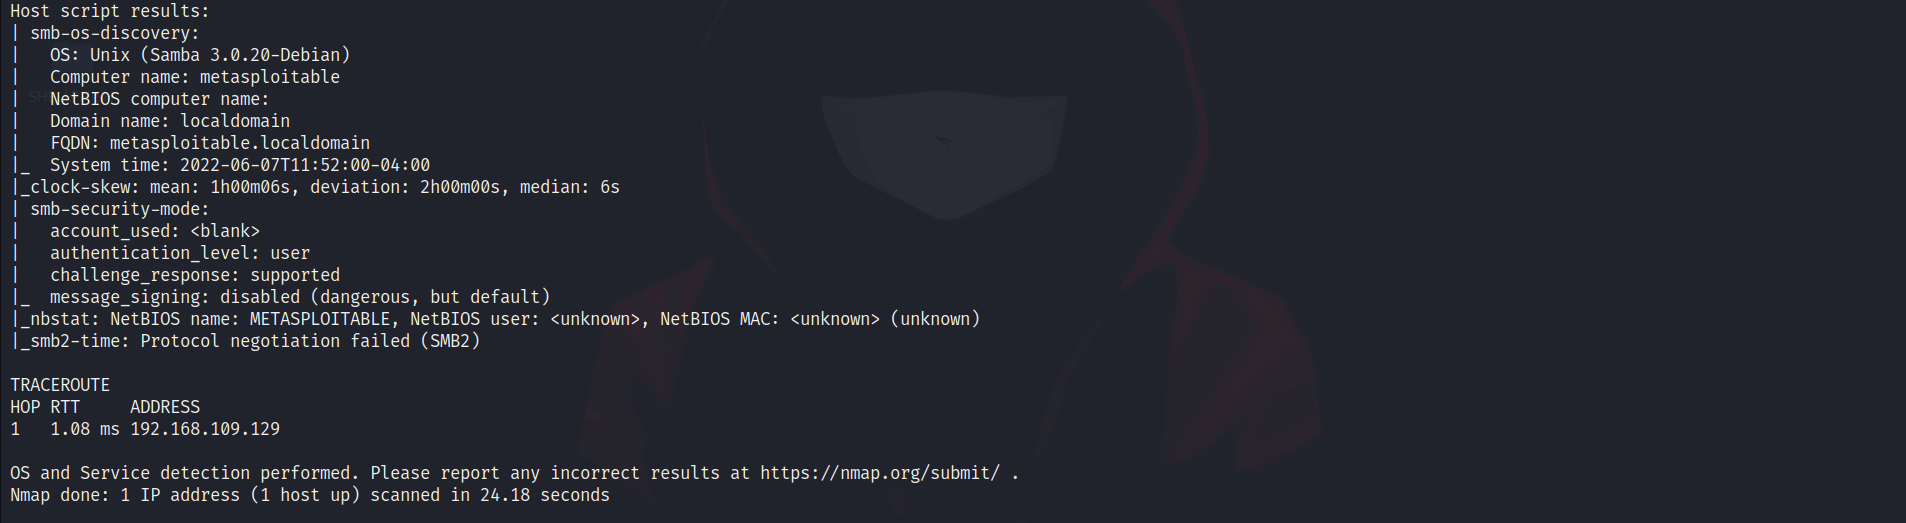 Host script results:
| smb-os-discovery:
|   OS: Unix (Samba 3.0.20-Debian)
|   Computer name: metasploitable
|   NetBIOS computer name:
|   Domain name: localdomain
|   FQDN: metasploitable.localdomain
|_  System time: 2022-06-07T11:52:00-04:00
|_clock-skew: mean: 1h00m06s, deviation: 2h00m00s, median: 6s
| smb-security-mode:
|   account_used: <blank>
|   authentication_level: user
|   challenge_response: supported
|_  message_signing: disabled (dangerous, but default)
|_nbstat: NetBIOS name: METASPLOITABLE, NetBIOS user: <unknown>, NetBIOS MAC: <unknown> (unknown)
|_smb2-time: Protocol negotiation failed (SMB2)

TRACEROUTE
HOP RTT     ADDRESS
1   1.08 ms 192.168.109.129

OS and Service detection performed. Please report any incorrect results at https://nmap.org/submit/ .
Nmap done: 1 IP address (1 host up) scanned in 24.18 seconds